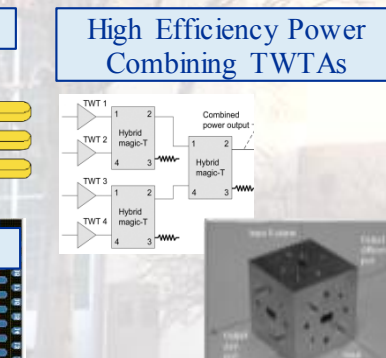 High Efficiency Power
Combining TWTAs
TWT 1
TWT 2
TWT 3
TWT 4
1 2
Hybrid
magic-T
4 3
1 2
Hybrid
magic-T
4 3
Combined
power output
1 2
Hybrid
magic-T
4 3